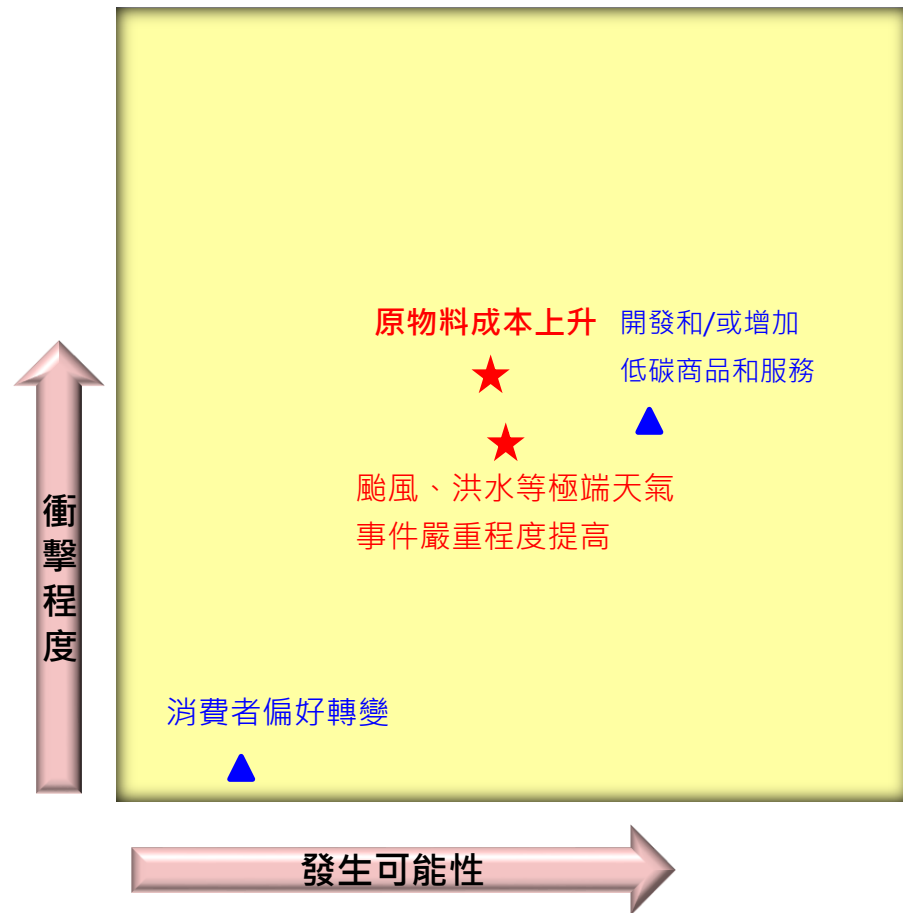 原物料成本上升
開發和/或增加
低碳商品和服務
颱風、洪水等極端天氣
事件嚴重程度提高
消費者偏好轉變
衝擊程度
發生可能性